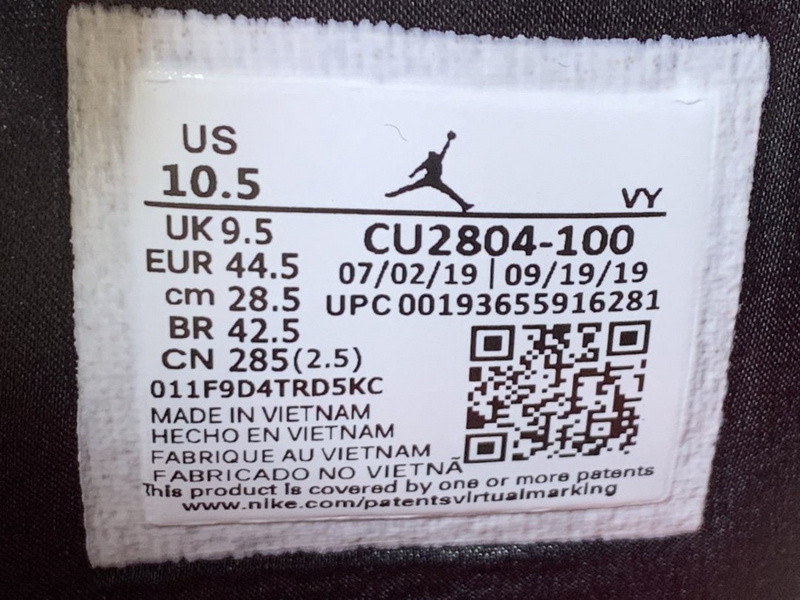 US
10.5
VY
UK 9.5
EUR 44.5
cm 28.5
BR 42.5
CN 285(2.5)
CU2804-100
07/02/19 | 09/19/19
UPC 00193655916281
011F9D4TRD5KC
MADE IN VIETNAM
HECHO EN VIETNAM
FABRIQUE AU VIETNAM
FABRICADO NO VIETNÃ
This product is covered by one or more patents
www.nike.com/patentsvirtualmarking